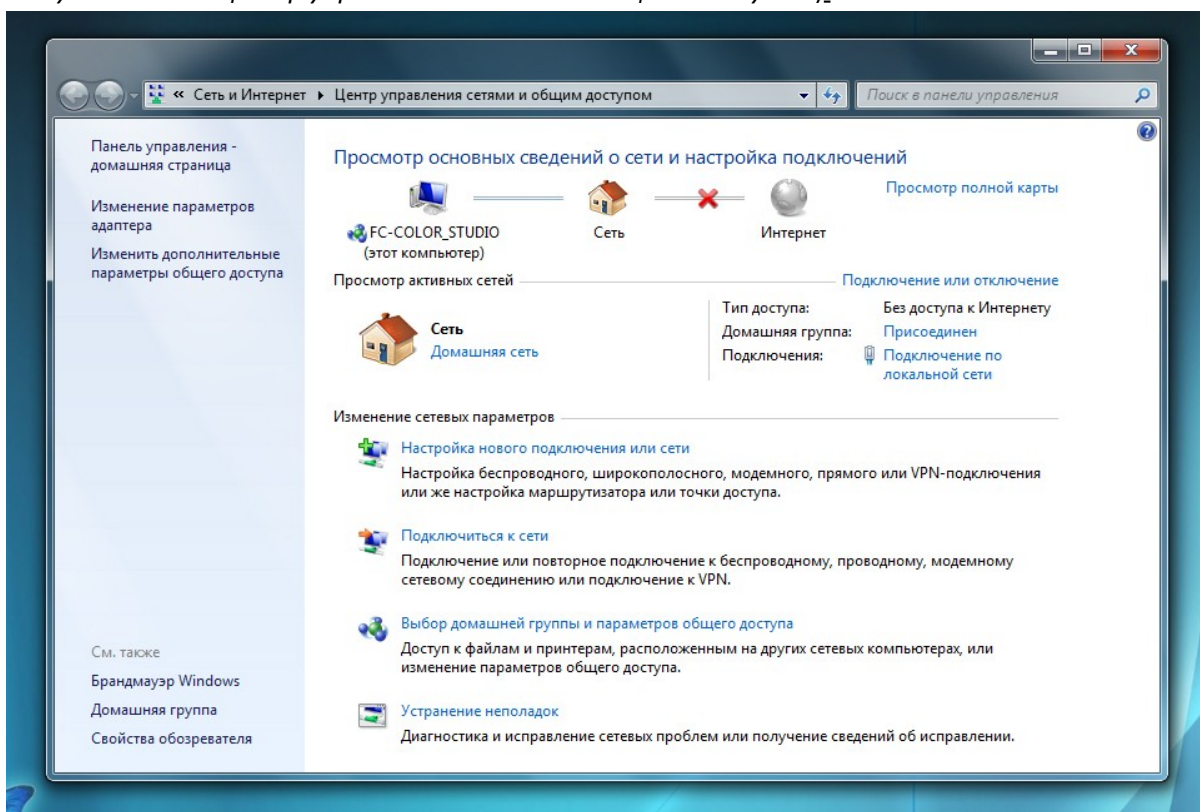 « Сеть и Интернет ▸ Центр управления сетями и общим доступом
Поиск в панели управления
Панель управления -
домашняя страница
Изменение параметров
адаптера
Изменить дополнительные
параметры общего доступа
См. также
Брандмауэр Windows
Домашняя группа
Свойства обозревателя
Просмотр основных сведений о сети и настройка подключений
Просмотр полной карты
FC-COLOR_STUDIO
(этот компьютер)
Сеть
Интернет
Просмотр активных сетей
Подключение или отключение
Сеть
Домашняя сеть
Тип доступа: Без доступа к Интернету
Домашняя группа: Присоединен
Подключения: Подключение по
локальной сети
Изменение сетевых параметров
Настройка нового подключения или сети
Настройка беспроводного, широкополосного, модемного, прямого или VPN-подключения
или же настройка маршрутизатора или точки доступа.
Подключиться к сети
Подключение или повторное подключение к беспроводному, проводному, модемному
сетевому соединению или подключение к VPN.
Выбор домашней группы и параметров общего доступа
Доступ к файлам и принтерам, расположенным на других сетевых компьютерах, или
изменение параметров общего доступа.
Устранение неполадок
Диагностика и исправление сетевых проблем или получение сведений об исправлении.